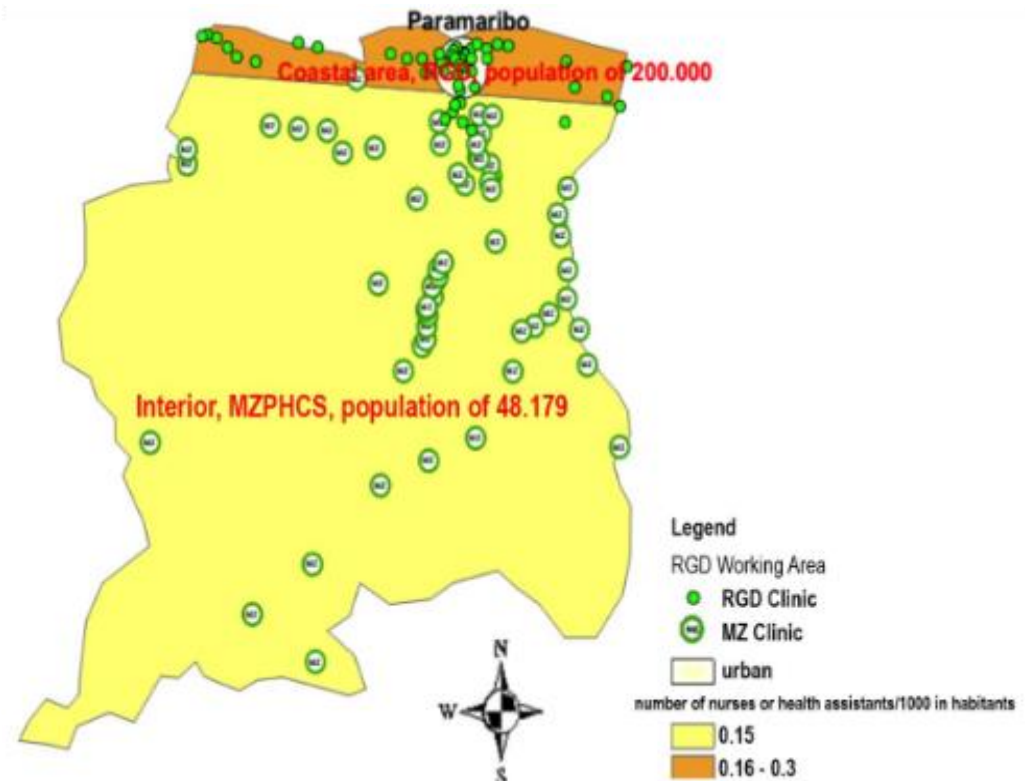 Paramaribo
Coastal area, RGD, population of 200.000
Interior, MZPHCS, population of 48.179
Legend
RGD Working Area
RGD Clinic
MZ Clinic
urban
number of nurses or health assistants/1000 in habitants
0.15
0.16 - 0.3
N
W
S